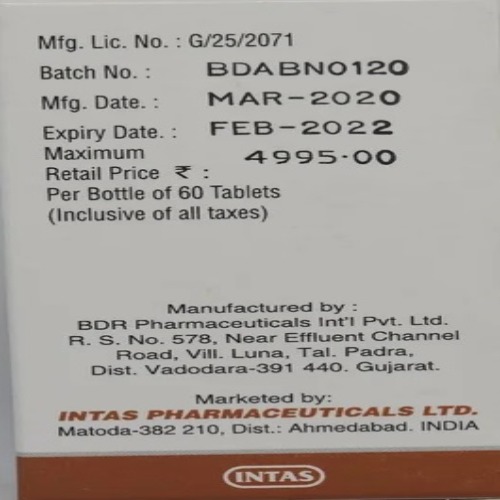 Mfg. Lic. No. : G/25/2071
Batch No. : BDABN0120
Mfg. Date. : MAR-2020
Expiry Date. : FEB-2022
Maximum 4995.00
Retail Price ₹ :
Per Bottle of 60 Tablets
(Inclusive of all taxes)
Manufactured by :
BDR Pharmaceuticals Int'l Pvt. Ltd.
R. S. No. 578, Near Effluent Channel
Road, Vill. Luna, Tal. Padra,
Dist. Vadodara-391 440. Gujarat.
Marketed by:
INTAS PHARMACEUTICALS LTD.
Matoda-382 210, Dist.: Ahmedabad. INDIA
INTAS